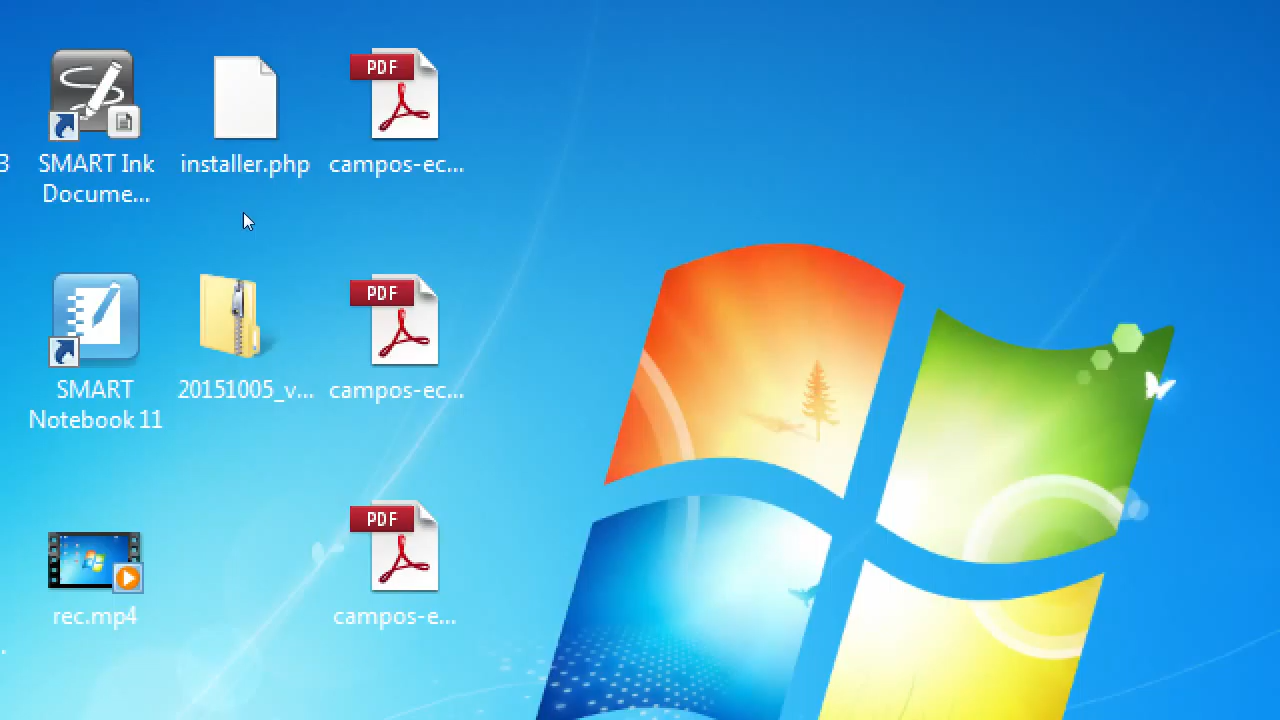 3
SMART Ink
Docume...
installer.php
PDF
campos-ec...
SMART
Notebook 11
20151005_v...
PDF
campos-ec...
rec.mp4
PDF
campos-e...
.